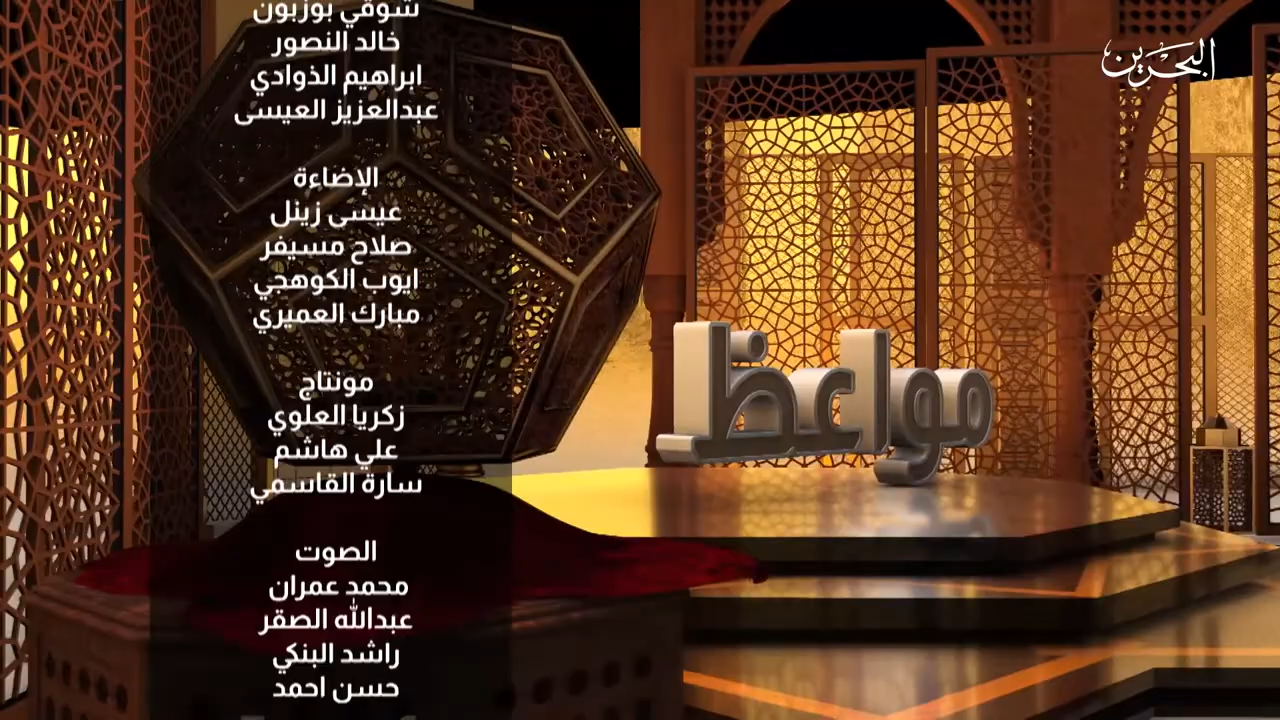 شوقي بوزبون
خالد النصور
ابراهيم الذوادي
عبدالعزيز العيسى
الإضاءة
عيسى زينل
صلاح مسيفر
ايوب الكوهجي
مبارك العميري
مونتاج
زكريا العلوي
علي هاشم
سارة القاسمي
الصوت
محمد عمران
عبدالله الصقر
راشد البنكي
حسن احمد
البحرين
مواعظ